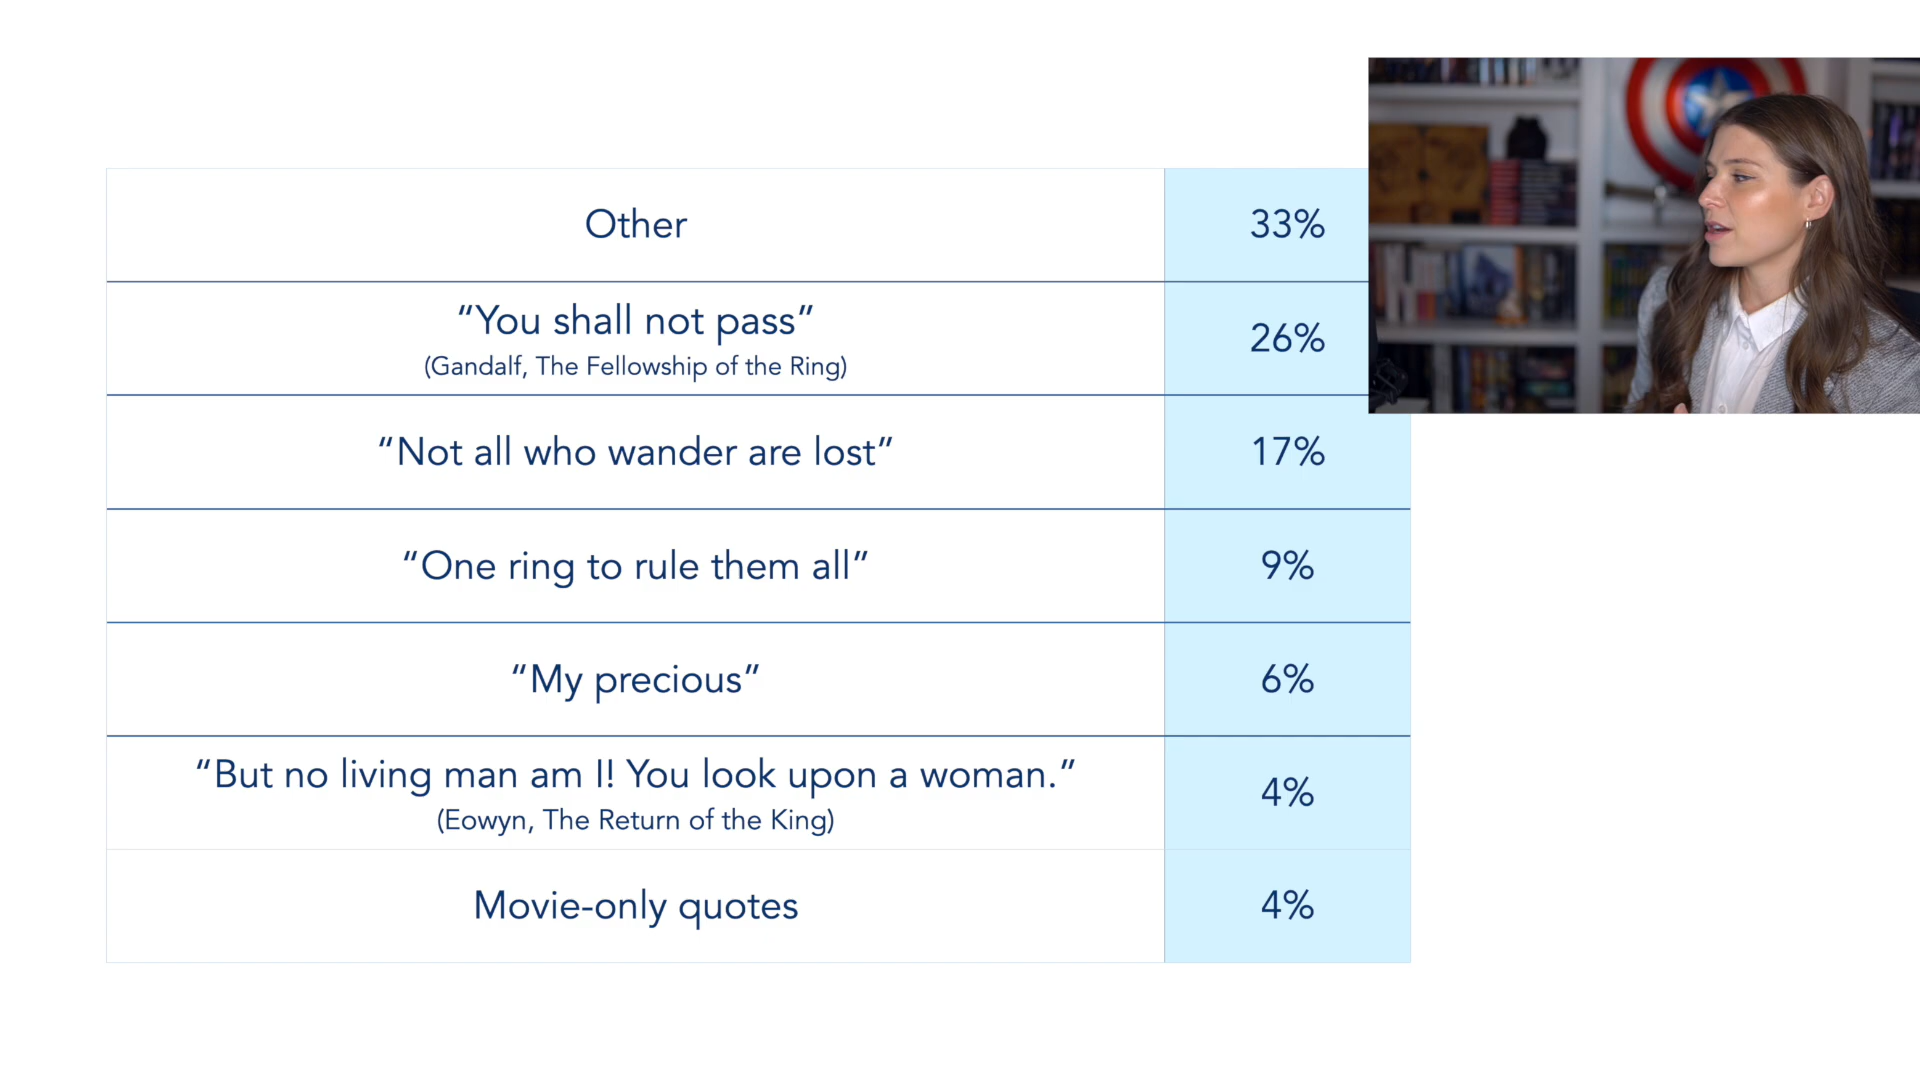 Other
33%
“You shall not pass”
(Gandalf, The Fellowship of the Ring)
26%
“Not all who wander are lost”
17%
“One ring to rule them all”
9%
“My precious”
6%
“But no living man am I! You look upon a woman.”
(Eowyn, The Return of the King)
4%
Movie-only quotes
4%